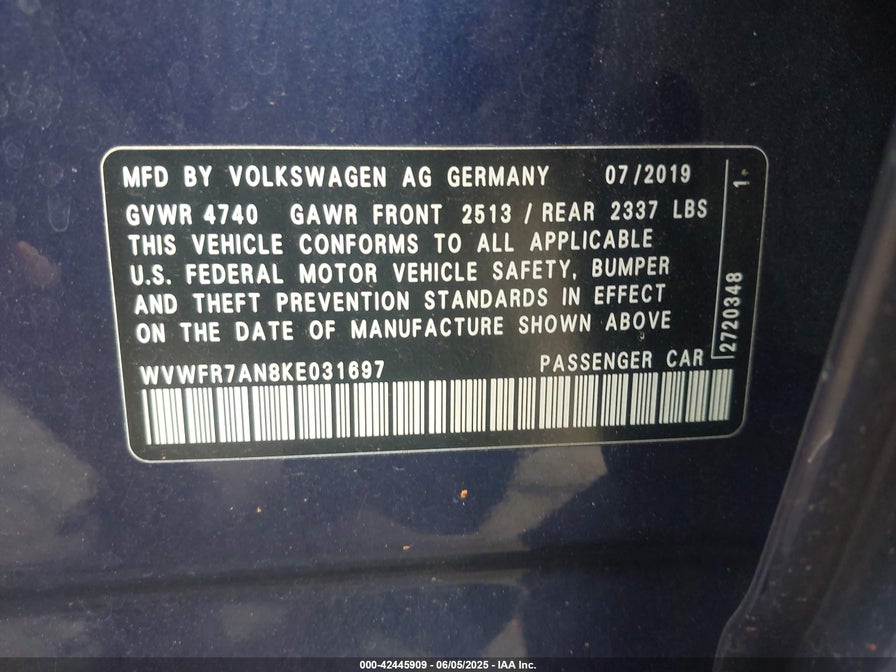 MFD BY VOLKSWAGEN AG GERMANY 07/2019
GVWR 4740 GAWR FRONT 2513 / REAR 2337 LBS
THIS VEHICLE CONFORMS TO ALL APPLICABLE
U.S. FEDERAL MOTOR VEHICLE SAFETY, BUMPER
AND THEFT PREVENTION STANDARDS IN EFFECT
ON THE DATE OF MANUFACTURE SHOWN ABOVE
WVWFR7AN8KE031697 PASSENGER CAR
2720348
1
000-42445909 - 06/05/2025 - IAA Inc.